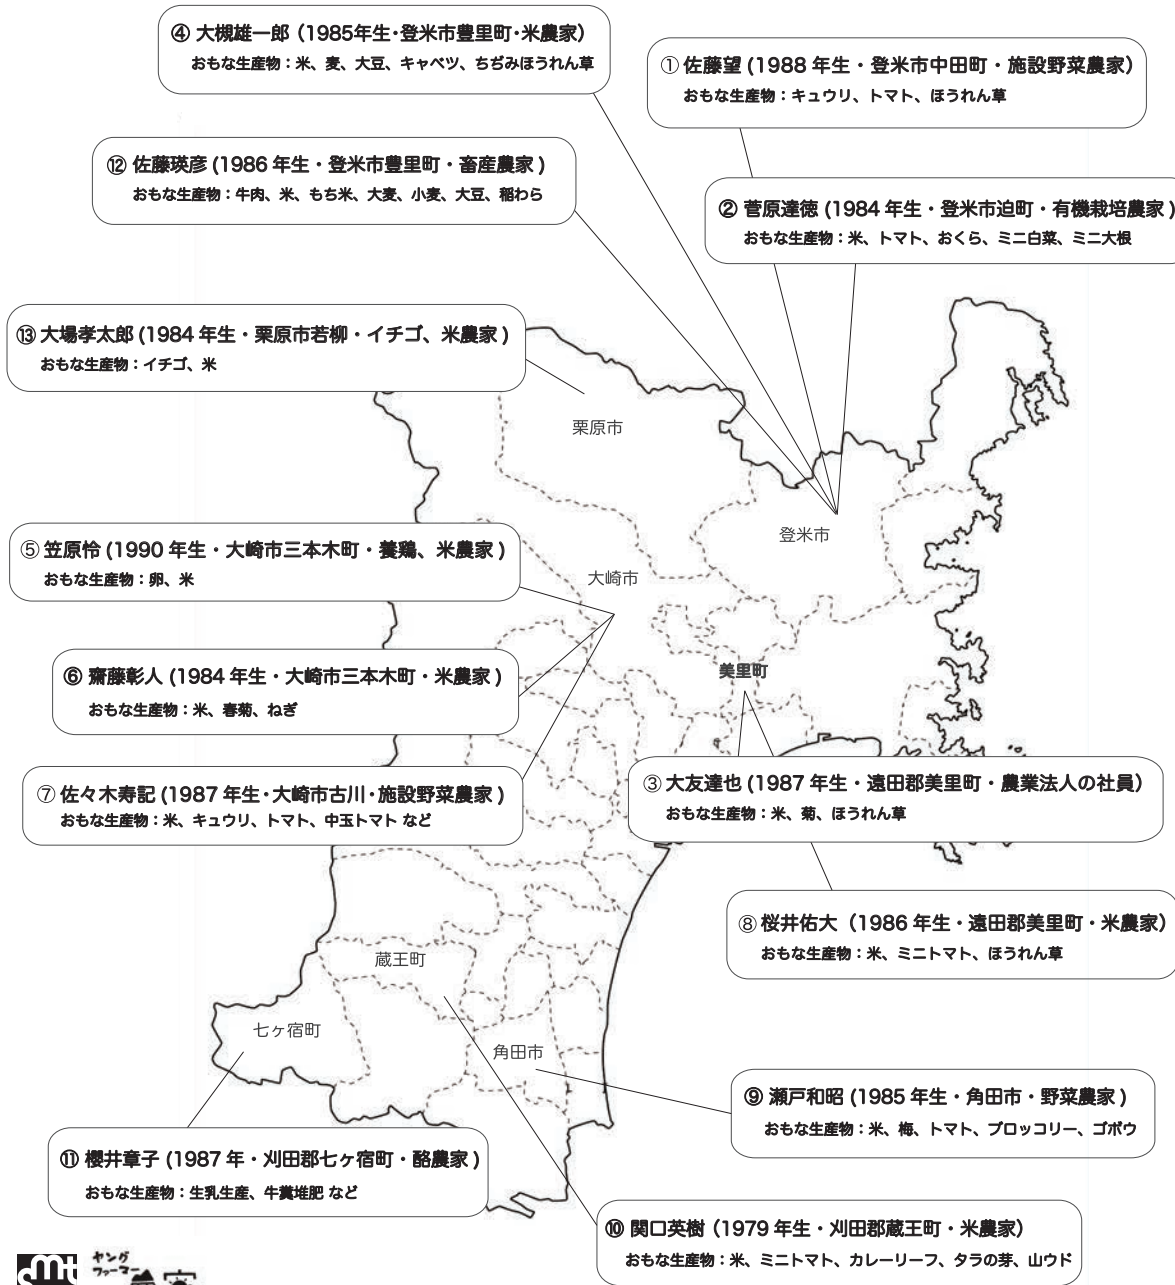 ④ 大槻雄一郎（1985年生・登米市豊里町・米農家）
おもな生産物：米、麦、大豆、キャベツ、ちぢみほうれん草
① 佐藤望 (1988 年生・登米市中田町・施設野菜農家）
おもな生産物：キュウリ、トマト、ほうれん草
⑫ 佐藤瑛彦 (1986 年生・登米市豊里町・畜産農家 )
おもな生産物：牛肉、米、もち米、大麦、小麦、大豆、稲わら
② 菅原達徳 (1984 年生・登米市迫町・有機栽培農家 )
おもな生産物：米、トマト、おくら、ミニ白菜、ミニ大根
⑬ 大場孝太郎 (1984 年生・栗原市若柳・イチゴ、米農家 )
おもな生産物：イチゴ、米
栗原市
登米市
⑤ 笠原怜 (1990 年生・大崎市三本木町・養鶏、米農家 )
おもな生産物：卵、米
大崎市
美里町
⑥ 齋藤彰人 (1984 年生・大崎市三本木町・米農家 )
おもな生産物：米、春菊、ねぎ
⑦ 佐々木寿記 (1987 年生・大崎市古川・施設野菜農家）
おもな生産物：米、キュウリ、トマト、中玉トマト など
③ 大友達也 (1987 年生・遠田郡美里町・農業法人の社員）
おもな生産物：米、菊、ほうれん草
⑧ 桜井佑大（1986 年生・遠田郡美里町・米農家）
おもな生産物：米、ミニトマト、ほうれん草
蔵王町
七ヶ宿町
角田市
⑨ 瀬戸和昭 (1985 年生・角田市・野菜農家 )
おもな生産物：米、梅、トマト、ブロッコリー、ゴボウ
⑪ 櫻井章子 (1987 年・刈田郡七ヶ宿町・酪農家 )
おもな生産物：生乳生産、牛糞堆肥 など
⑩ 関口英樹（1979 年生・刈田郡蔵王町・米農家）
おもな生産物：米、ミニトマト、カレーリーフ、タラの芽、山ウド
smt
ヤング
ファーマー